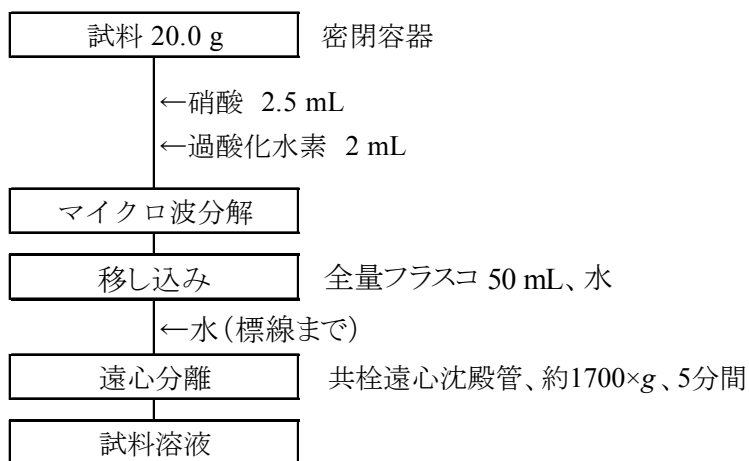 試料 20.0 g 密閉容器
←硝酸 2.5 mL
←過酸化水素 2 mL
マイクロ波分解
移し込み 全量フラスコ 50 mL、水
←水(標線まで)
遠心分離 共栓遠心沈殿管、約1700×g、5分間
試料溶液